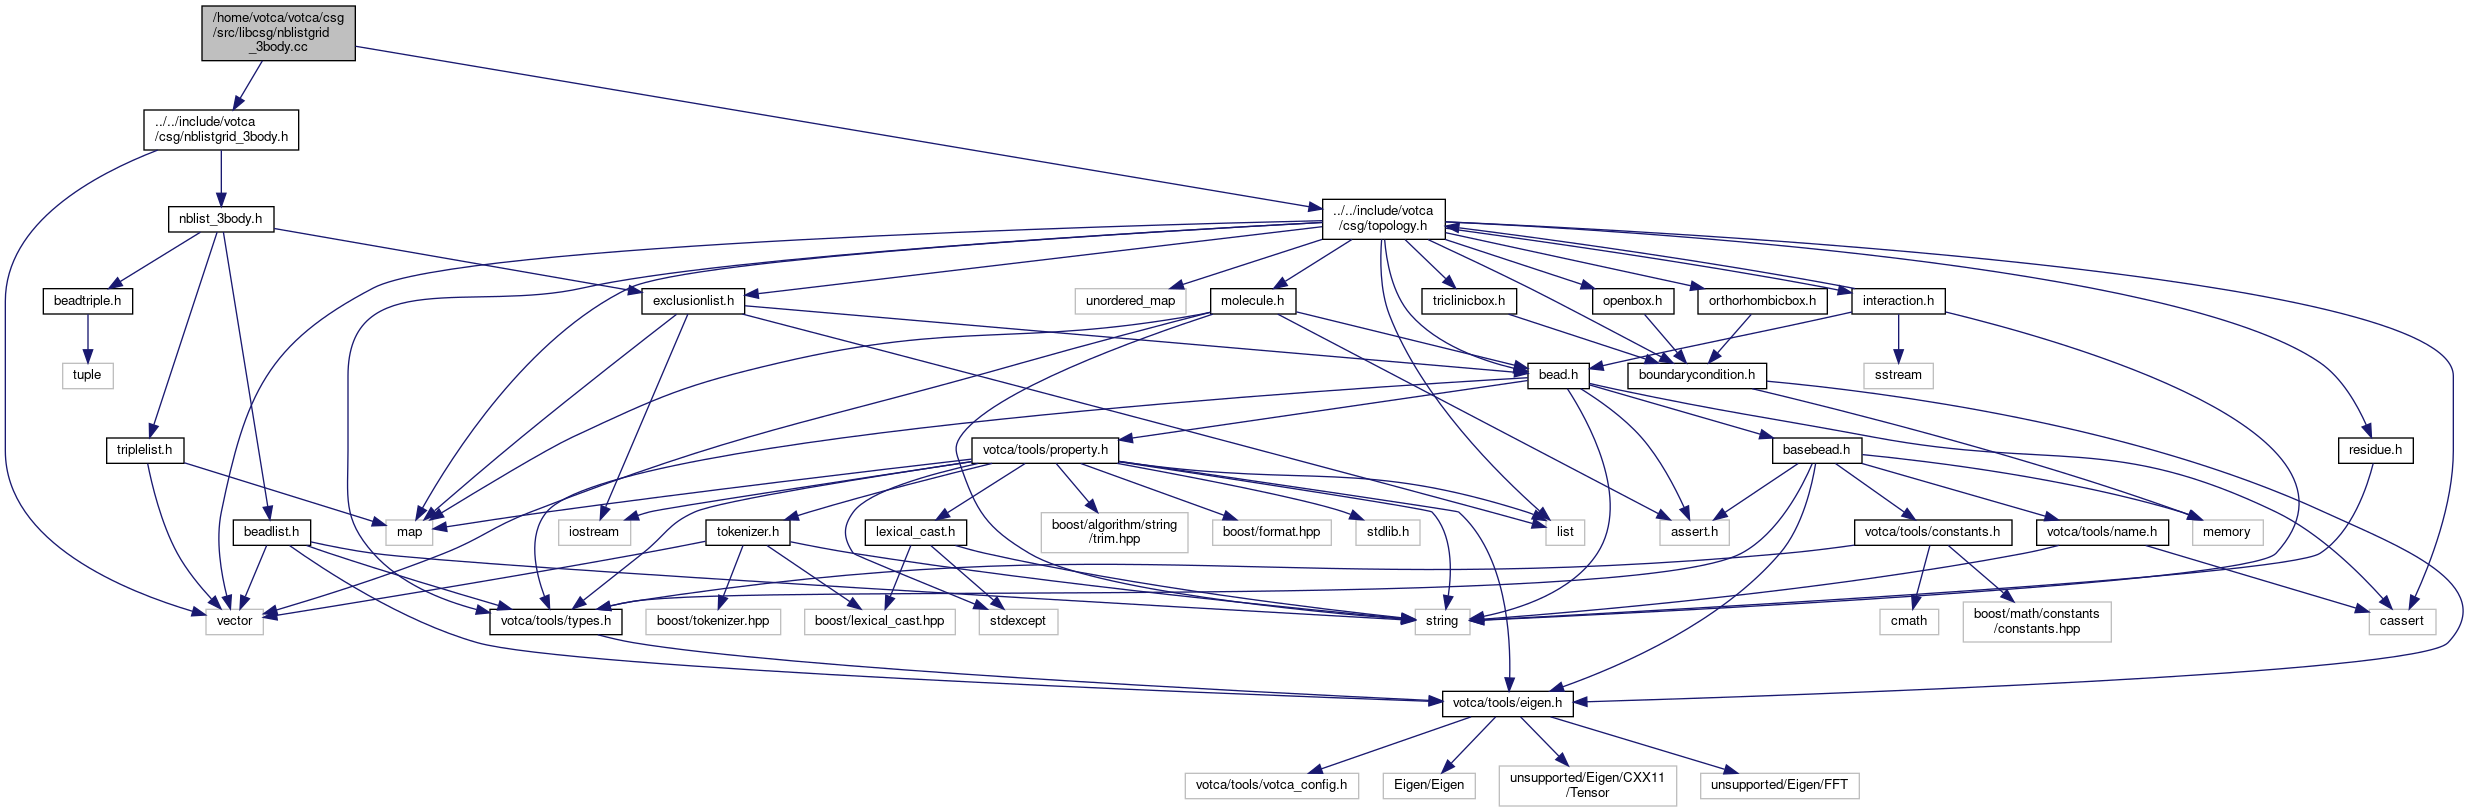 /home/votca/votca/csg
/src/libcsg/nblistgrid
_3body.cc
../../include/votca
/csg/nblistgrid_3body.h
nblist_3body.h
../../include/votca
/csg/topology.h
beadtriple.h
exclusionlist.h
unordered_map
molecule.h
triclinicbox.h
openbox.h
orthorhombicbox.h
interaction.h
tuple
bead.h
boundarycondition.h
sstream
triplelist.h
votca/tools/property.h
basebead.h
residue.h
beadlist.h
map
iostream
tokenizer.h
lexical_cast.h
boost/algorithm/string
/trim.hpp
boost/format.hpp
stdlib.h
list
assert.h
votca/tools/constants.h
votca/tools/name.h
memory
vector
votca/tools/types.h
boost/tokenizer.hpp
boost/lexical_cast.hpp
stdexcept
string
cmath
boost/math/constants
/constants.hpp
cassert
votca/tools/eigen.h
votca/tools/votca_config.h
Eigen/Eigen
unsupported/Eigen/CXX11
/Tensor
unsupported/Eigen/FFT